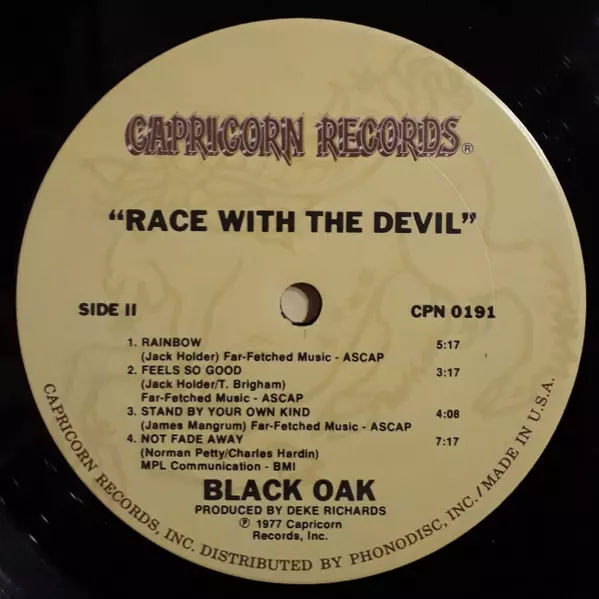 CAPRICORN RECORDS®
"RACE WITH THE DEVIL"
SIDE II
CPN 0191
1. RAINBOW 5:17
(Jack Holder) Far-Fetched Music - ASCAP
2. FEELS SO GOOD 3:17
(Jack Holder/T. Brigham)
Far-Fetched Music - ASCAP
3. STAND BY YOUR OWN KIND 4:08
(James Mangrum) Far-Fetched Music - ASCAP
4. NOT FADE AWAY 7:17
(Norman Petty/Charles Hardin)
MPL Communication - BMI
BLACK OAK
PRODUCED BY DEKE RICHARDS
℗ 1977 Capricorn
Records, Inc.
CAPRICORN RECORDS, INC. DISTRIBUTED BY PHONODISC, INC. / MADE IN U.S.A.